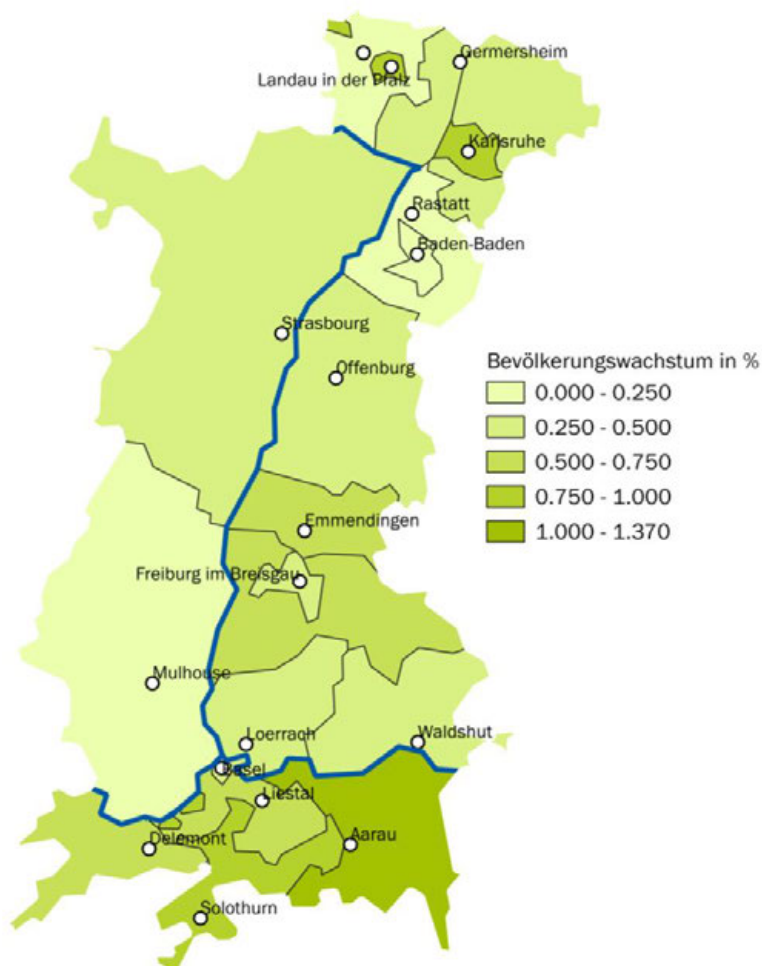 Germersheim
Landau in der Pfalz
Karlsruhe
Rastatt
Baden-Baden
Strasbourg
Offenburg
Bevölkerungswachstum in %
0.000 - 0.250
0.250 - 0.500
0.500 - 0.750
0.750 - 1.000
1.000 - 1.370
Emmendingen
Freiburg im Breisgau
Mulhouse
Loerrach
Waldshut
Basel
Liestal
Delemont
Aarau
Solothurn